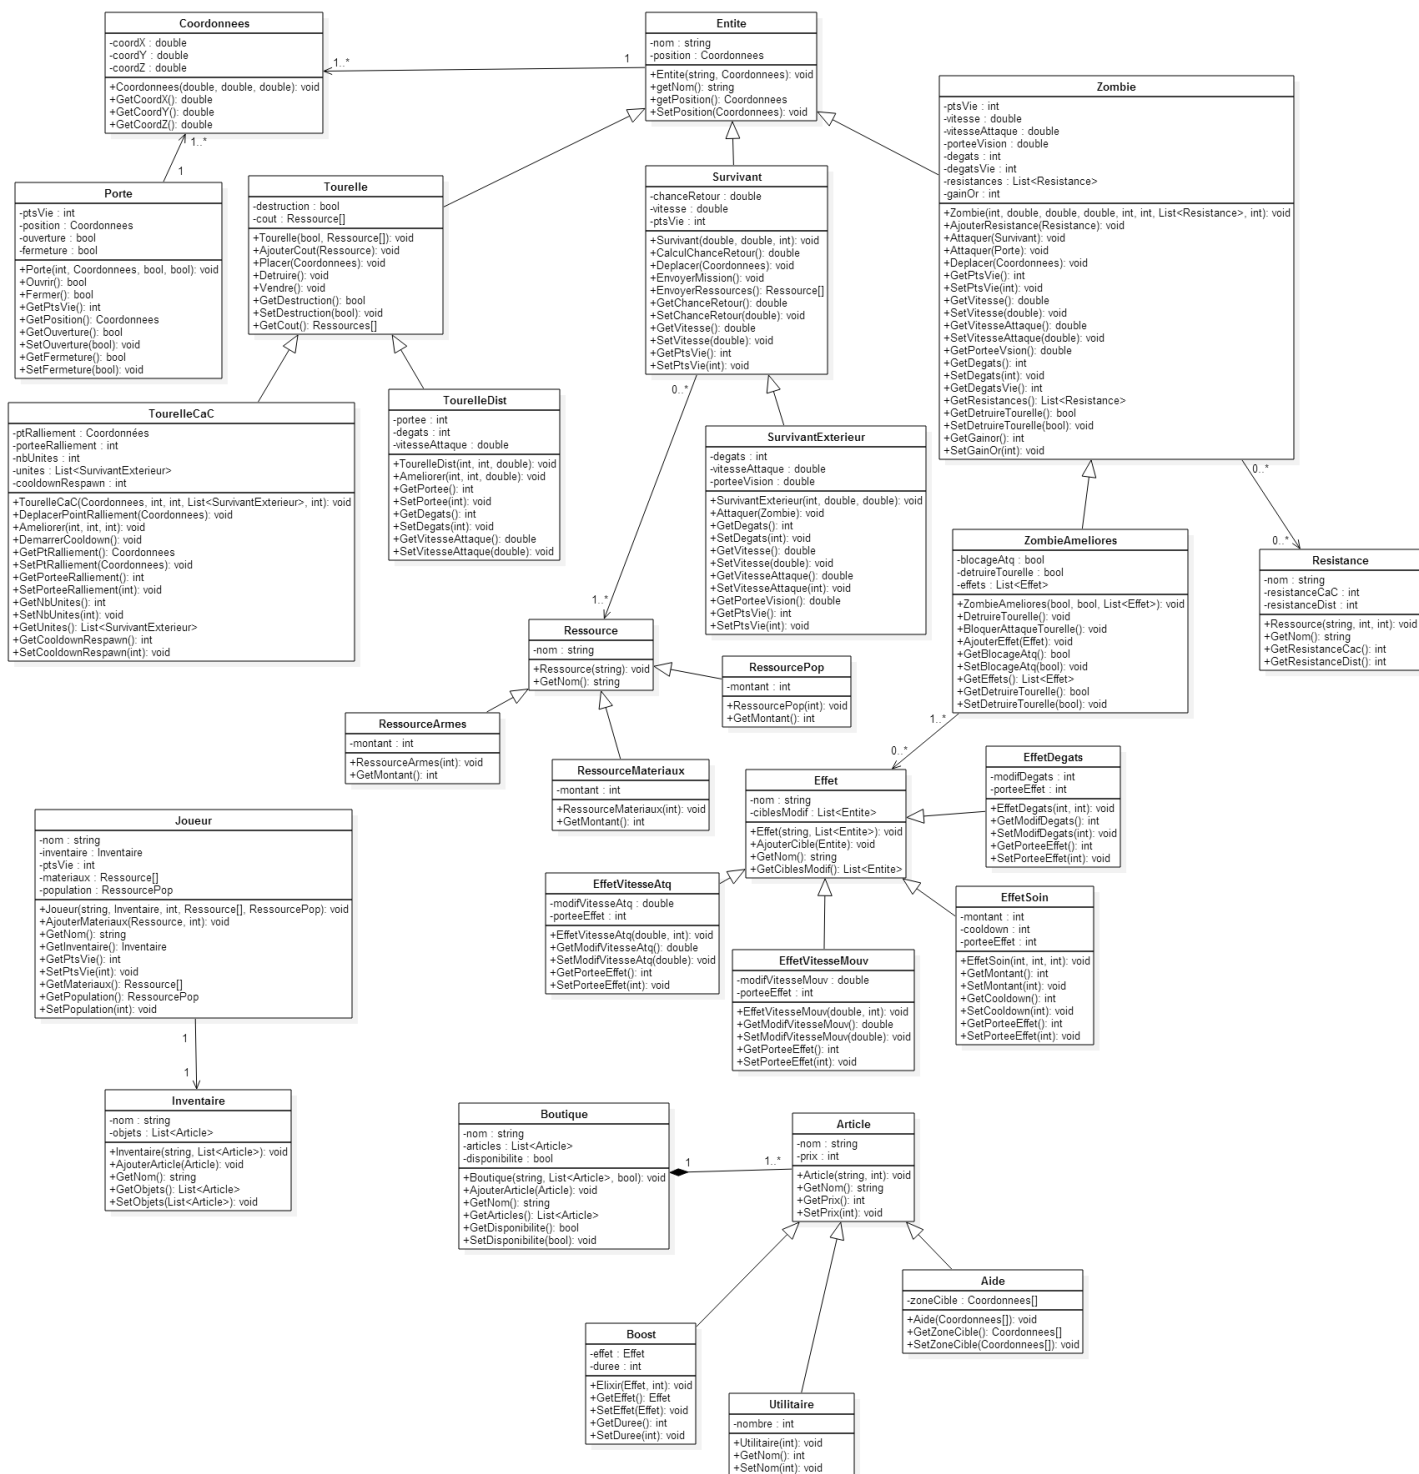 Coordonnees
-coordX : double
-coordY : double
-coordZ : double
+Coordonnees(double, double, double): void
+GetCoordX(): double
+GetCoordY(): double
+GetCoordZ(): double
1..*
1
Entite
-nom : string
-position : Coordonnees
+Entite(string, Coordonnees): void
+getNom(): string
+getPosition(): Coordonnees
+SetPosition(Coordonnees): void
Zombie
-ptsVie : int
-vitesse : double
-vitesseAttaque : double
-porteeVision : double
-degats : int
-degatsVie : int
-resistances : List<Resistance>
-gainOr : int
+Zombie(int, double, double, double, int, int, List<Resistance>, int): void
+AjouterResistance(Resistance): void
+Attaquer(Survivant): void
+Attaquer(Porte): void
+Deplacer(Coordonnees): void
+GetPtsVie(): int
+SetPtsVie(int): void
+GetVitesse(): double
+SetVitesse(double): void
+GetVitesseAttaque(): double
+SetVitesseAttaque(double): void
+GetPorteeVsion(): double
+GetDegats(): int
+SetDegats(int): void
+GetDegatsVie(): int
+GetResistances(): List<Resistance>
+GetDetruireTourelle(): bool
+SetDetruireTourelle(bool): void
+GetGainor(): int
+SetGainOr(int): void
1..*
1
Porte
-ptsVie : int
-position : Coordonnees
-ouverture : bool
-fermeture : bool
+Porte(int, Coordonnees, bool, bool): void
+Ouvrir(): bool
+Fermer(): bool
+GetPtsVie(): int
+GetPosition(): Coordonnees
+GetOuverture(): bool
+SetOuverture(bool): void
+GetFermeture(): bool
+SetFermeture(bool): void
Tourelle
-destruction : bool
-cout : Ressource[]
+Tourelle(bool, Ressource[]): void
+AjouterCout(Ressource): void
+Placer(Coordonnees): void
+Detruire(): void
+Vendre(): void
+GetDestruction(): bool
+SetDestruction(bool): void
+GetCout(): Ressources[]
Survivant
-chanceRetour : double
-vitesse : double
-ptsVie : int
+Survivant(double, double, int): void
+CalculChanceRetour(): double
+Deplacer(Coordonnees): void
+EnvoyerMission(): void
+EnvoyerRessources(): Ressource[]
+GetChanceRetour(): double
+SetChanceRetour(double): void
+GetVitesse(): double
+SetVitesse(double): void
+GetPtsVie(): int
+SetPtsVie(int): void
0..*
TourelleCaC
-ptRalliement : Coordonnées
-porteeRalliement : int
-nbUnites : int
-unites : List<SurvivantExterieur>
-cooldownRespawn : int
+TourelleCaC(Coordonnees, int, int, List<SurvivantExterieur>, int): void
+DeplacerPointRalliement(Coordonnees): void
+Ameliorer(int, int, int): void
+DemarrerCooldown(): void
+GetPtRalliement(): Coordonnees
+SetPtRalliement(Coordonnees): void
+GetPorteeRalliement(): int
+SetPorteeRalliement(int): void
+GetNbUnites(): int
+SetNbUnites(int): void
+GetUnites(): List<SurvivantExterieur>
+GetCooldownRespawn(): int
+SetCooldownRespawn(int): void
TourelleDist
-portee : int
-degats : int
-vitesseAttaque : double
+TourelleDist(int, int, double): void
+Ameliorer(int, int, double): void
+GetPortee(): int
+SetPortee(int): void
+GetDegats(): int
+SetDegats(int): void
+GetVitesseAttaque(): double
+SetVitesseAttaque(double): void
SurvivantExterieur
-degats : int
-vitesseAttaque : double
-porteeVision : double
+SurvivantExterieur(int, double, double): void
+Attaquer(Zombie): void
+GetDegats(): int
+SetDegats(int): void
+GetVitesse(): double
+SetVitesse(double): void
+GetVitesseAttaque(): double
+SetVitesseAttaque(int): void
+GetPorteeVision(): double
+GetPtsVie(): int
+SetPtsVie(int): void
0..*
0..*
ZombieAmeliores
-blocageAtq : bool
-detruireTourelle : bool
-effets : List<Effet>
+ZombieAmeliores(bool, bool, List<Effet>): void
+DetruireTourelle(): void
+BloquerAttaqueTourelle(): void
+AjouterEffet(Effet): void
+GetBlocageAtq(): bool
+SetBlocageAtq(bool): void
+GetEffets(): List<Effet>
+GetDetruireTourelle(): bool
+SetDetruireTourelle(bool): void
Resistance
-nom : string
-resistanceCaC : int
-resistanceDist : int
+Ressource(string, int, int): void
+GetNom(): string
+GetResistanceCac(): int
+GetResistanceDist(): int
1..*
Ressource
-nom : string
+Ressource(string): void
+GetNom(): string
RessourcePop
-montant : int
+RessourcePop(int): void
+GetMontant(): int
RessourceArmes
-montant : int
+RessourceArmes(int): void
+GetMontant(): int
RessourceMateriaux
-montant : int
+RessourceMateriaux(int): void
+GetMontant(): int
1..*
0..*
Effet
-nom : string
-ciblesModif : List<Entite>
+Effet(string, List<Entite>): void
+AjouterCible(Entite): void
+GetNom(): string
+GetCiblesModif(): List<Entite>
EffetDegats
-modifDegats : int
-porteeEffet : int
+EffetDegats(int, int): void
+GetModifDegats(): int
+SetModifDegats(int): void
+GetPorteeEffet(): int
+SetPorteeEffet(int): void
Joueur
-nom : string
-inventaire : Inventaire
-ptsVie : int
-materiaux : Ressource[]
-population : RessourcePop
+Joueur(string, Inventaire, int, Ressource[], RessourcePop): void
+AjouterMateriaux(Ressource, int): void
+GetNom(): string
+GetInventaire(): Inventaire
+GetPtsVie(): int
+SetPtsVie(int): void
+GetMateriaux(): Ressource[]
+GetPopulation(): RessourcePop
+SetPopulation(int): void
EffetVitesseAtq
-modifVitesseAtq : double
-porteeEffet : int
+EffetVitesseAtq(double, int): void
+GetModifVitesseAtq(): double
+SetModifVitesseAtq(double): void
+GetPorteeEffet(): int
+SetPorteeEffet(int): void
EffetSoin
-montant : int
-cooldown : int
-porteeEffet : int
+EffetSoin(int, int, int): void
+GetMontant(): int
+SetMontant(int): void
+GetCooldown(): int
+SetCooldown(int): void
+GetPorteeEffet(): int
+SetPorteeEffet(int): void
EffetVitesseMouv
-modifVitesseMouv : double
-porteeEffet : int
+EffetVitesseMouv(double, int): void
+GetModifVitesseMouv(): double
+SetModifVitesseMouv(double): void
+GetPorteeEffet(): int
+SetPorteeEffet(int): void
1
1
Inventaire
-nom : string
-objets : List<Article>
+Inventaire(string, List<Article>): void
+AjouterArticle(Article): void
+GetNom(): string
+GetObjets(): List<Article>
+SetObjets(List<Article>): void
Boutique
-nom : string
-articles : List<Article>
-disponibilite : bool
+Boutique(string, List<Article>, bool): void
+AjouterArticle(Article): void
+GetNom(): string
+GetArticles(): List<Article>
+GetDisponibilite(): bool
+SetDisponibilite(bool): void
1
1..*
Article
-nom : string
-prix : int
+Article(string, int): void
+GetNom(): string
+GetPrix(): int
+SetPrix(int): void
Aide
-zoneCible : Coordonnees[]
+Aide(Coordonnees[]): void
+GetZoneCible(): Coordonnees[]
+SetZoneCible(Coordonnees[]): void
Boost
-effet : Effet
-duree : int
+Elixir(Effet, int): void
+GetEffet(): Effet
+SetEffet(Effet): void
+GetDuree(): int
+SetDuree(int): void
Utilitaire
-nombre : int
+Utilitaire(int): void
+GetNom(): int
+SetNom(int): void